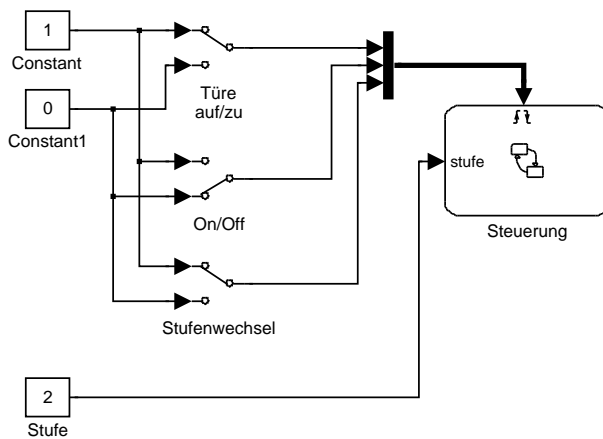 1
Constant
0
Constant1
Türe
auf/zu
On/Off
Stufenwechsel
stufe
Steuerung
2
Stufe